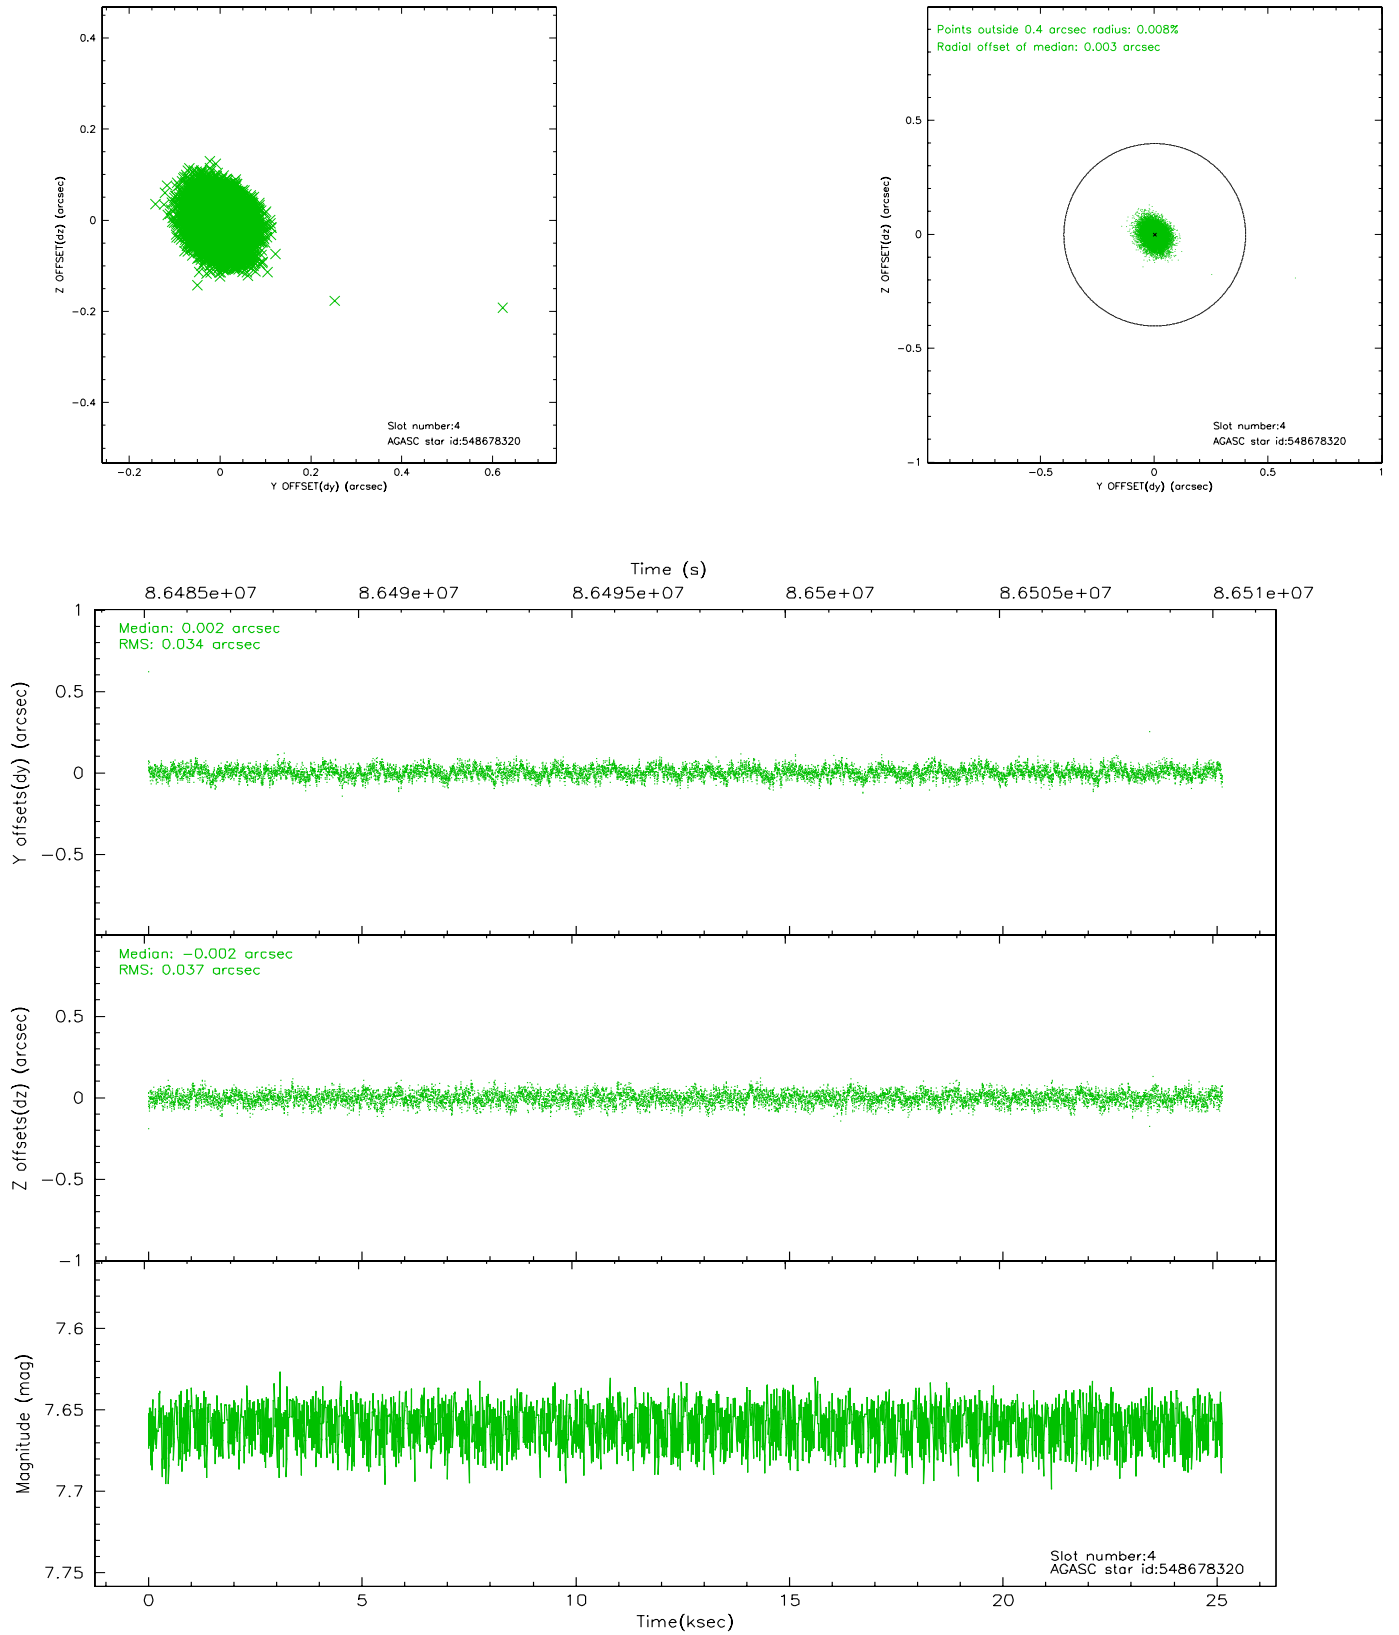 0.4
0.2
0
−0.2
−0.4
Z OFFSET(dz) (arcsec)
Slot number:4
AGASC star id:548678320
−0.2 0 0.2 0.4 0.6
Y OFFSET(dy) (arcsec)
Points outside 0.4 arcsec radius: 0.008%
Radial offset of median: 0.003 arcsec
0.5
0
−0.5
−1
Z OFFSET(dz) (arcsec)
Slot number:4
AGASC star id:548678320
−0.5 0 0.5 1
Y OFFSET(dy) (arcsec)
Time (s)
8.6485e+07 8.649e+07 8.6495e+07 8.65e+07 8.6505e+07 8.651e+07
Median: 0.002 arcsec
RMS: 0.034 arcsec
1
0.5
0
−0.5
Y offsets(dy) (arcsec)
Median: −0.002 arcsec
RMS: 0.037 arcsec
0.5
0
−0.5
−1
Z offsets(dz) (arcsec)
7.6
7.65
7.7
7.75
Magnitude (mag)
Slot number:4
AGASC star id:548678320
0 5 10 15 20 25
Time(ksec)